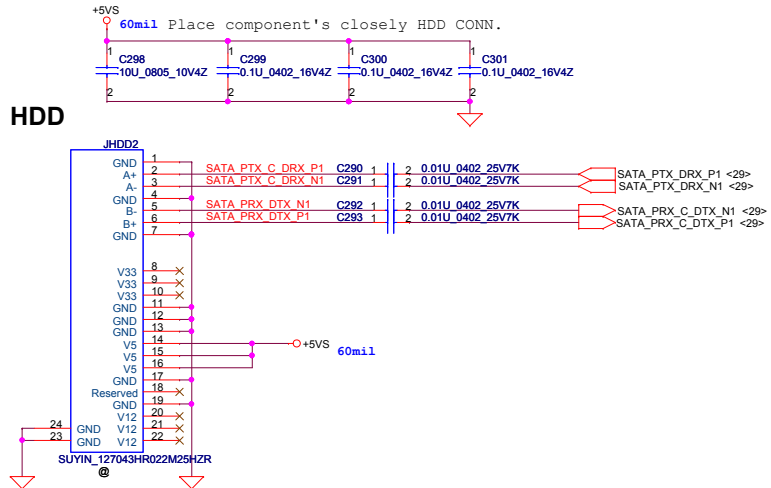 +5VS
60mil Place component's closely HDD CONN.
1 1 1 1
C298 C299 C300 C301
10U_0805_10V4Z 0.1U_0402_16V4Z 0.1U_0402_16V4Z 0.1U_0402_16V4Z
2 2 2 2
HDD
JHDD2
GND 1
A+ 2 SATA_PTX_C_DRX_P1 C290 1 2 0.01U_0402_25V7K SATA_PTX_DRX_P1 <29>
A- 3 SATA_PTX_C_DRX_N1 C291 1 2 0.01U_0402_25V7K SATA_PTX_DRX_N1 <29>
GND 4
B- 5 SATA_PRX_DTX_N1 C292 1 2 0.01U_0402_25V7K SATA_PRX_C_DTX_N1 <29>
B+ 6 SATA_PRX_DTX_P1 C293 1 2 0.01U_0402_25V7K SATA_PRX_C_DTX_P1 <29>
GND 7
V33 8
V33 9
V33 10
GND 11
GND 12
GND 13
V5 14 +5VS
V5 15 60mil
V5 16
GND 17
Reserved 18
GND 19
V12 20
24 GND V12 21
23 GND V12 22
SUYIN_127043HR022M25HZR
@